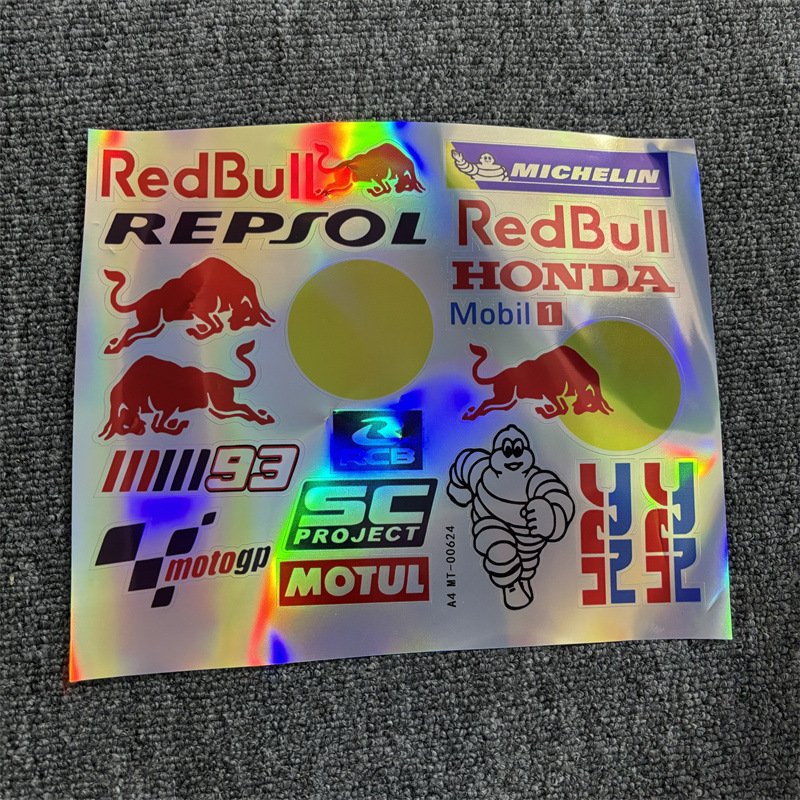 RedBull
REPSOL
93
RCB
SC
PROJECT
motogp
MOTUL
MICHELIN
RedBull
HONDA
Mobil 1
A4 MT-00624